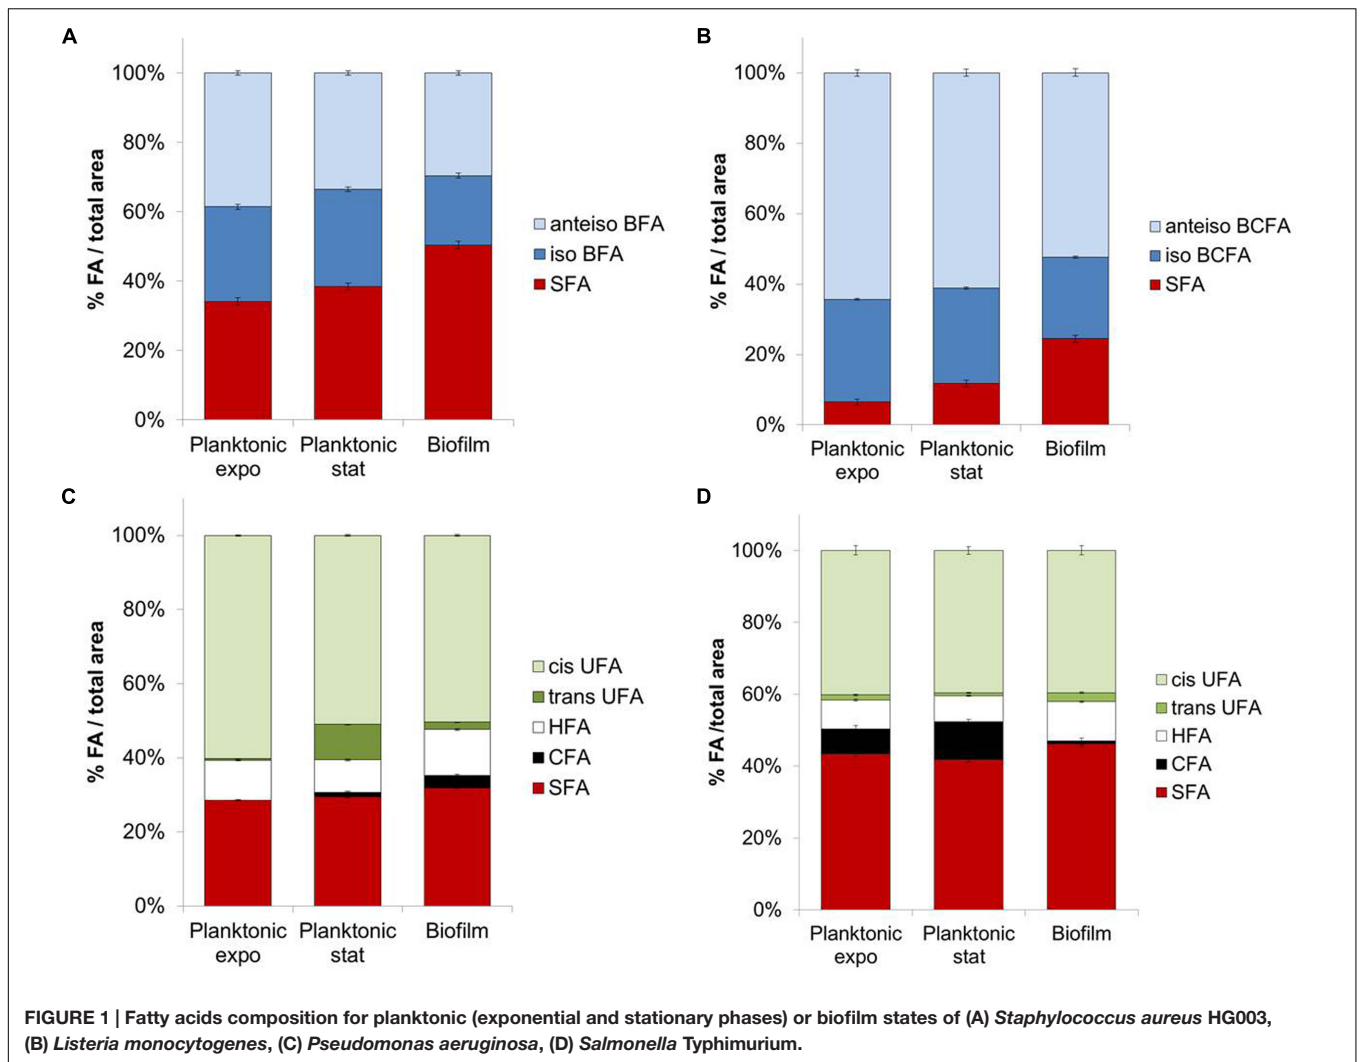 A
% FA / total area
100%
80%
60%
40%
20%
0%
Planktonic
expo
Planktonic
stat
Biofilm
anteiso BFA
iso BFA
SFA
B
% FA / total area
100%
80%
60%
40%
20%
0%
Planktonic
expo
Planktonic
stat
Biofilm
anteiso BCFA
iso BCFA
SFA
C
% FA / total area
100%
80%
60%
40%
20%
0%
Planktonic
expo
Planktonic
stat
Biofilm
cis UFA
trans UFA
HFA
CFA
SFA
D
% FA /total area
100%
80%
60%
40%
20%
0%
Planktonic
expo
Planktonic
stat
Biofilm
cis UFA
trans UFA
HFA
CFA
SFA
FIGURE 1 | Fatty acids composition for planktonic (exponential and stationary phases) or biofilm states of (A) Staphylococcus aureus HG003,
(B) Listeria monocytogenes, (C) Pseudomonas aeruginosa, (D) Salmonella Typhimurium.